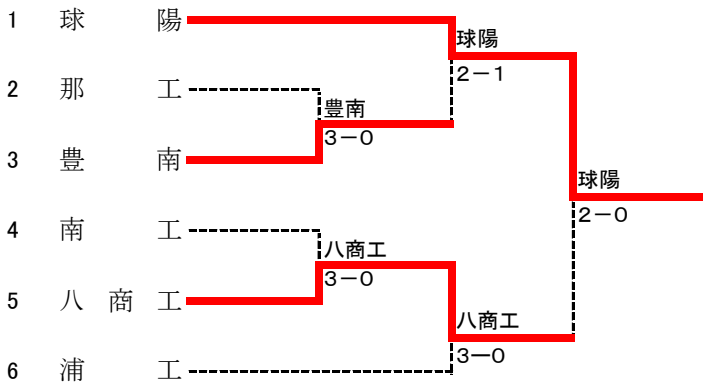 1 球陽
球陽
2-1
2 那工
豊南
3-0
3 豊南
球陽
2-0
4 南工
八商工
3-0
5 八商工
八商工
3-0
6 浦工